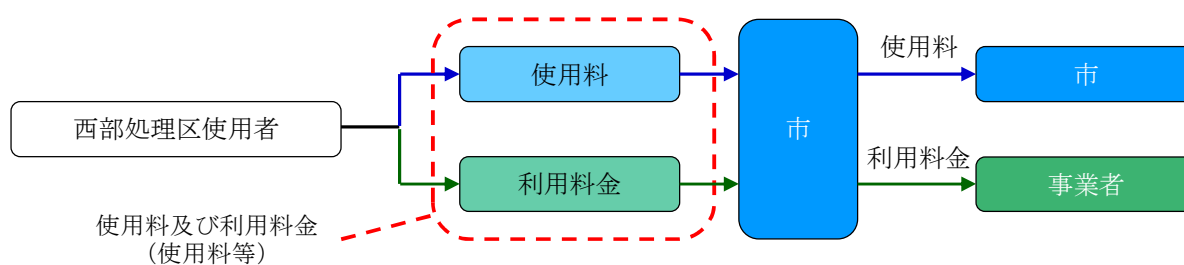 使用料
使用料
市
西部処理区使用者
市
利用料金
利用料金
事業者
使用料及び利用料金
(使用料等)